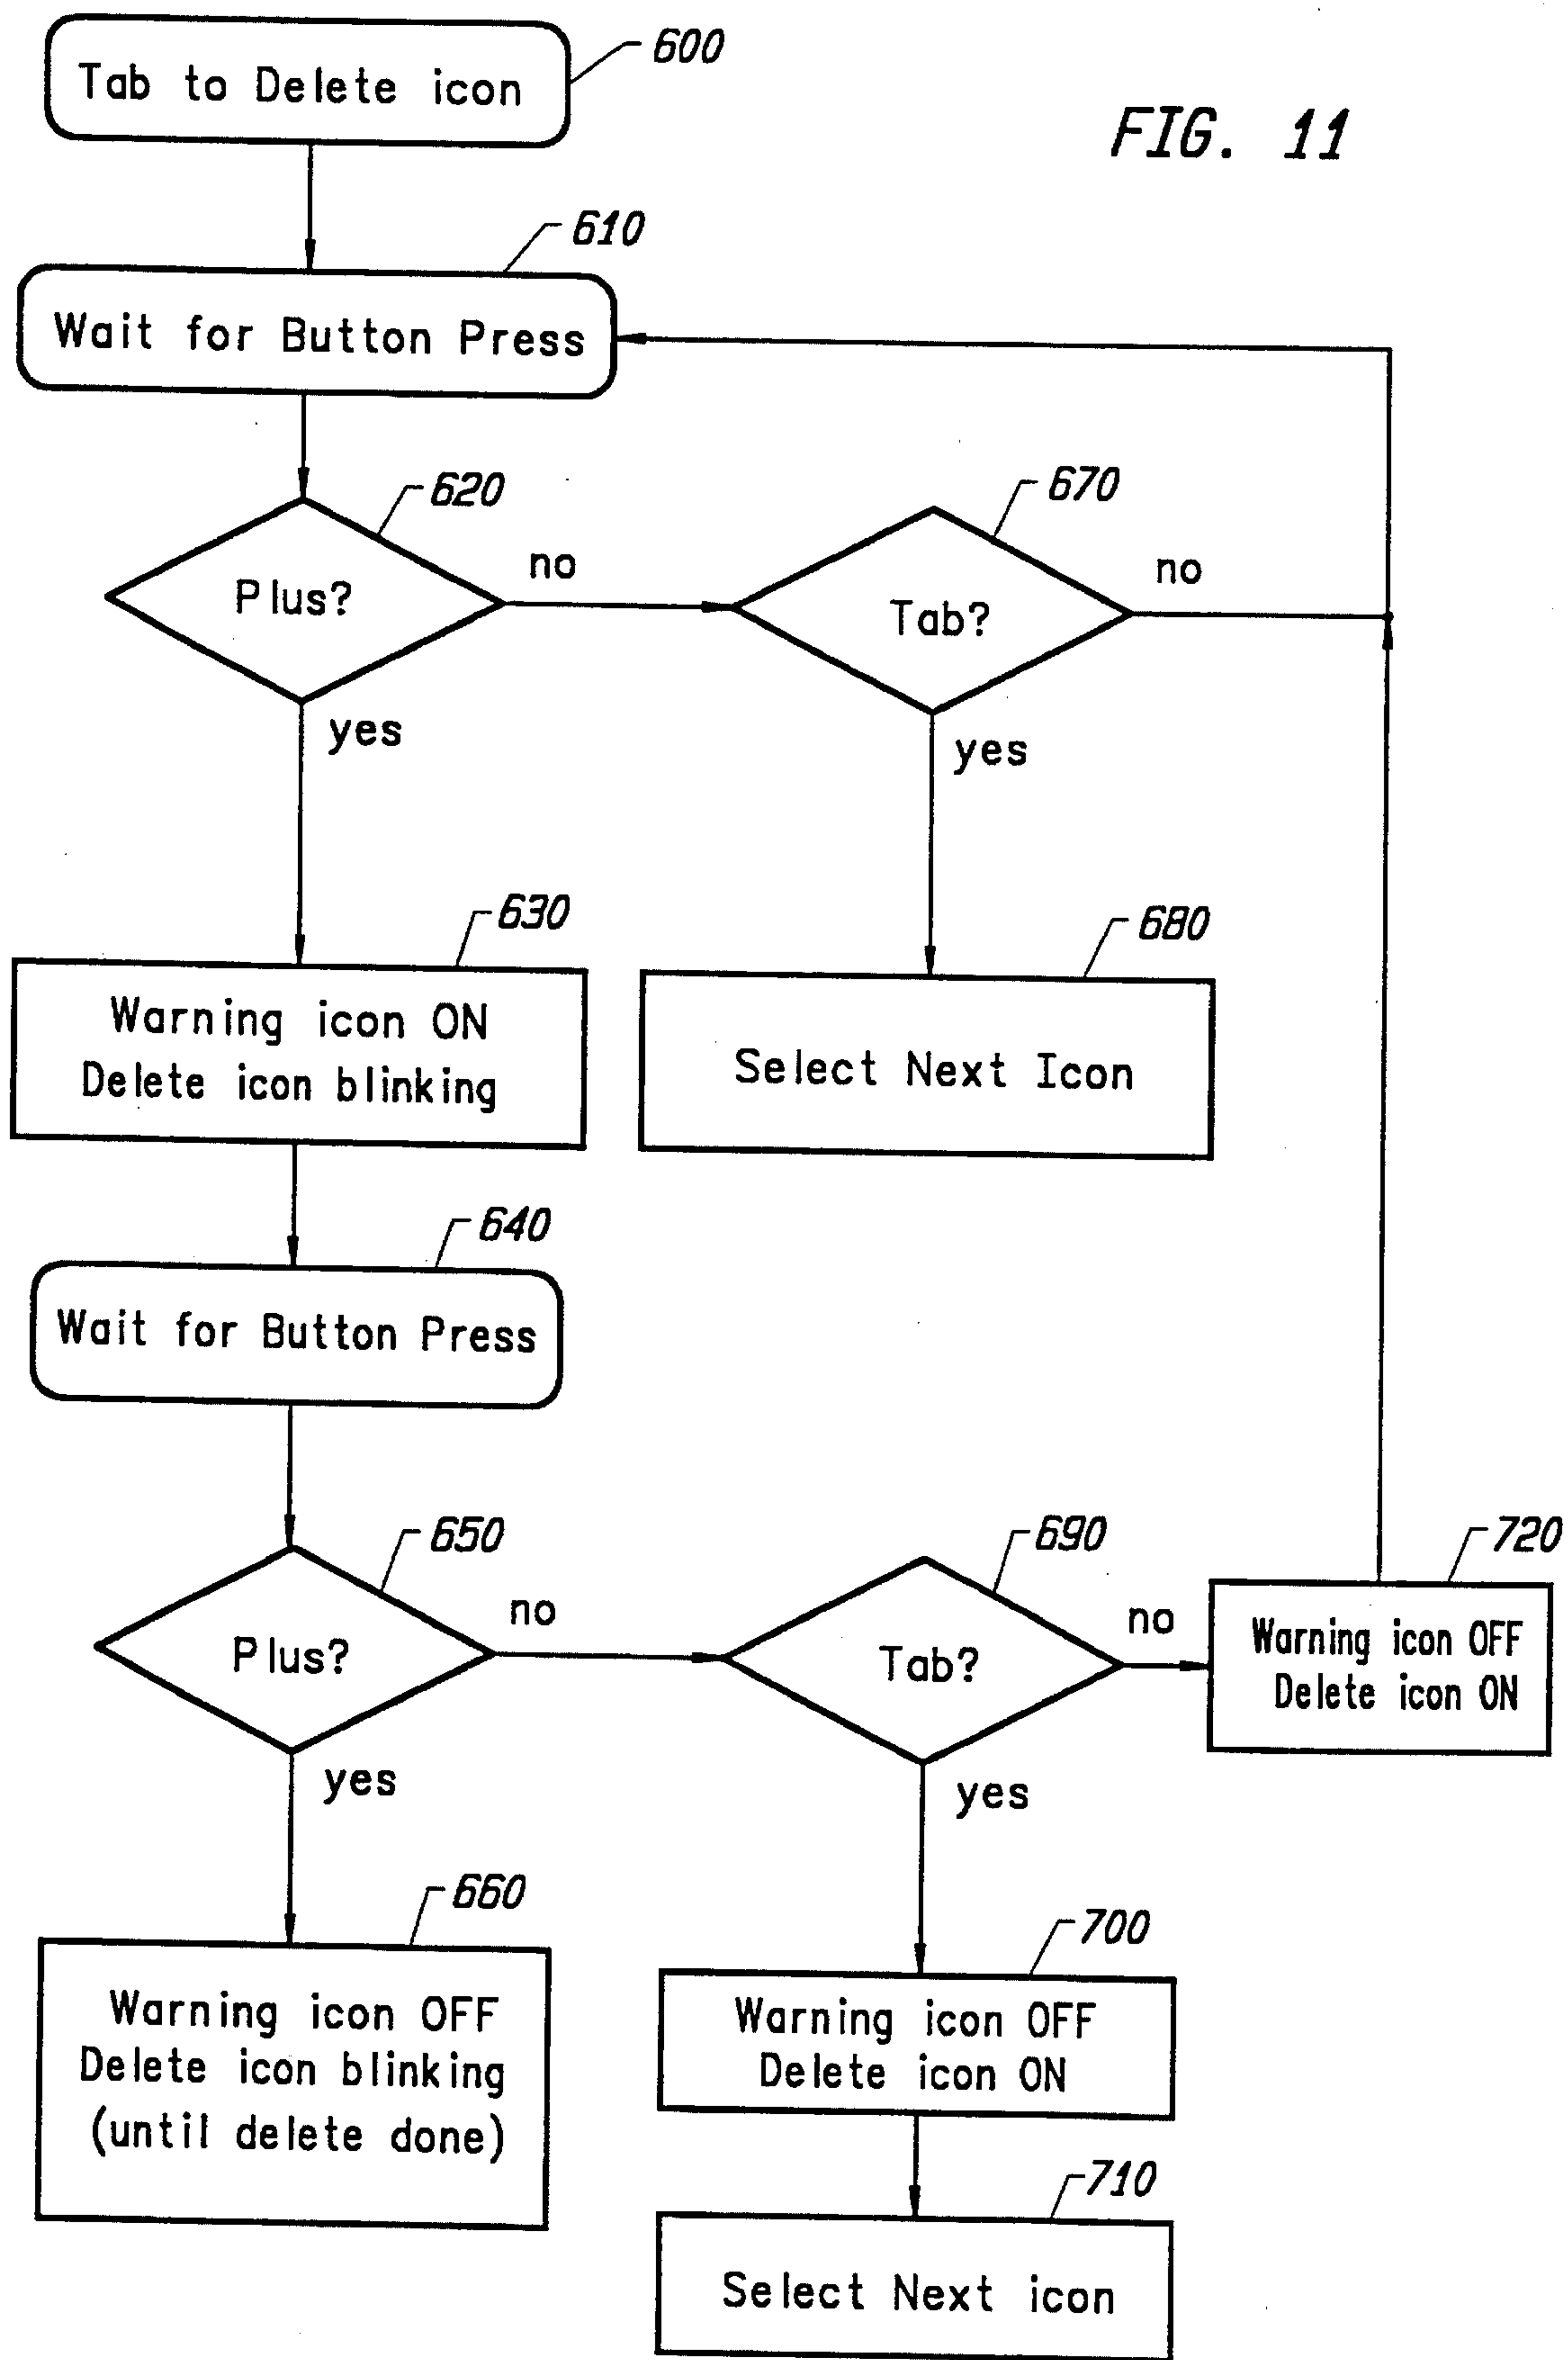 600
Tab to Delete icon
FIG. 11
610
Wait for Button Press
620
Plus?
no
yes
670
Tab?
no
yes
630
Warning icon ON
Delete icon blinking
680
Select Next Icon
640
Wait for Button Press
650
Plus?
no
yes
690
Tab?
no
yes
720
Warning icon OFF
Delete icon ON
660
Warning icon OFF
Delete icon blinking
(until delete done)
700
Warning icon OFF
Delete icon ON
710
Select Next icon